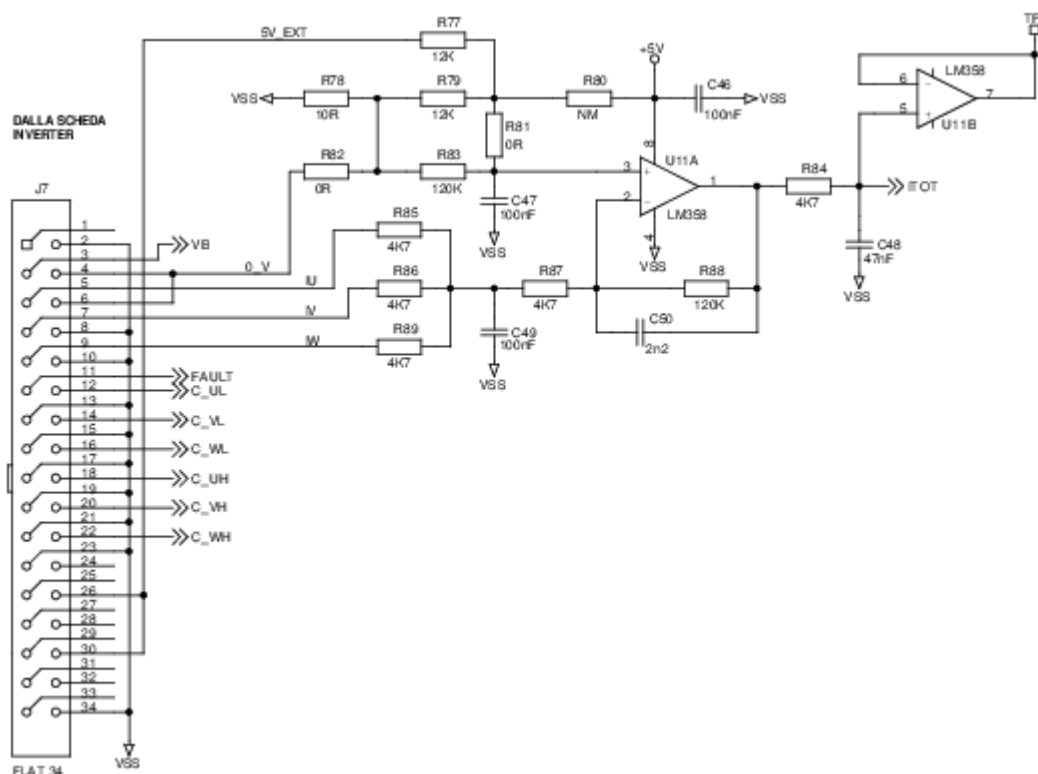 5V_EXT
R77
12K
+5V
TP
R78
10R
VSS
R79
12K
R80
NM
C46
100nF
VSS
LM358
6
7
5
U11B
DALLA SCHEDA
INVERTER
R81
0R
R82
0R
R83
120K
3
8
U11A
1
2
LM358
4
VSS
R84
4K7
ITOT
C47
100nF
VSS
C48
47nF
VSS
J7
R85
4K7
R86
4K7
R87
4K7
R88
120K
R89
4K7
C49
100nF
VSS
C50
2n2
1
2
3
VB
4
0_V
5
IU
6
7
IV
8
9
IW
10
11
FAULT
12
C_UL
13
14
C_VL
15
16
C_WL
17
18
C_UH
19
20
C_VH
21
22
C_WH
23
24
25
26
27
28
29
30
31
32
33
34
VSS
FLAT 34